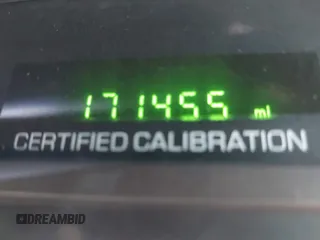 171455 mi
CERTIFIED CALIBRATION
DREAMBID